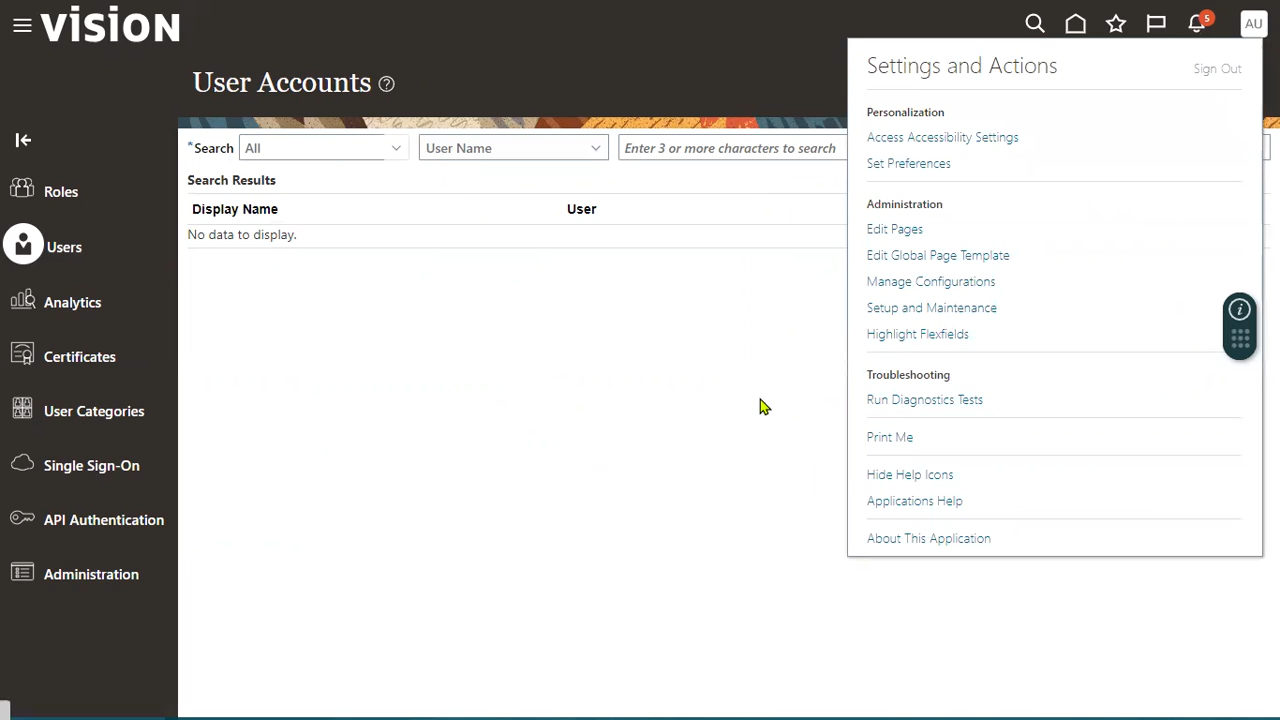 vision
5
AU
User Accounts
Settings and Actions
Sign Out
Personalization
Access Accessibility Settings
Set Preferences
Administration
Edit Pages
Edit Global Page Template
Manage Configurations
Setup and Maintenance
Highlight Flexfields
Troubleshooting
Run Diagnostics Tests
Print Me
Hide Help Icons
Applications Help
About This Application
*Search All User Name Enter 3 or more characters to search
Search Results
Display Name User
No data to display.
Roles
Users
Analytics
Certificates
User Categories
Single Sign-On
API Authentication
Administration